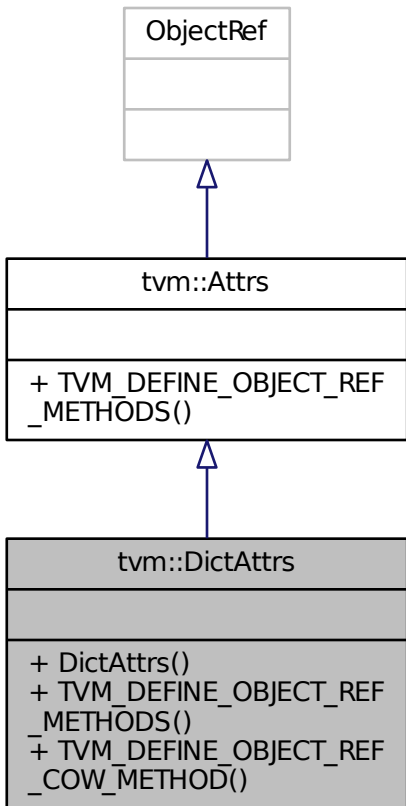 ObjectRef
tvm::Attrs
+ TVM_DEFINE_OBJECT_REF
_METHODS()
tvm::DictAttrs
+ DictAttrs()
+ TVM_DEFINE_OBJECT_REF
_METHODS()
+ TVM_DEFINE_OBJECT_REF
_COW_METHOD()